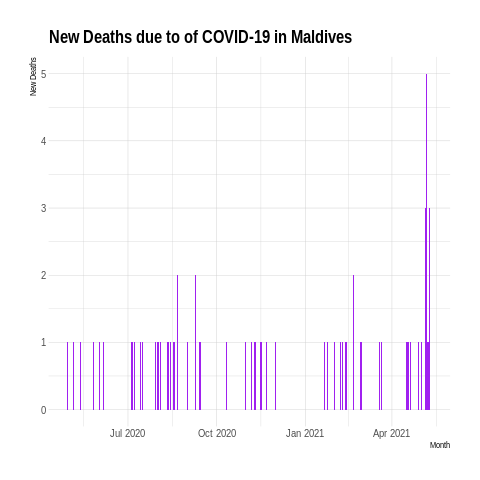 New Deaths due to of COVID-19 in Maldives
New Deaths
5
4
3
2
1
0
Jul 2020 Oct 2020 Jan 2021 Apr 2021
Month